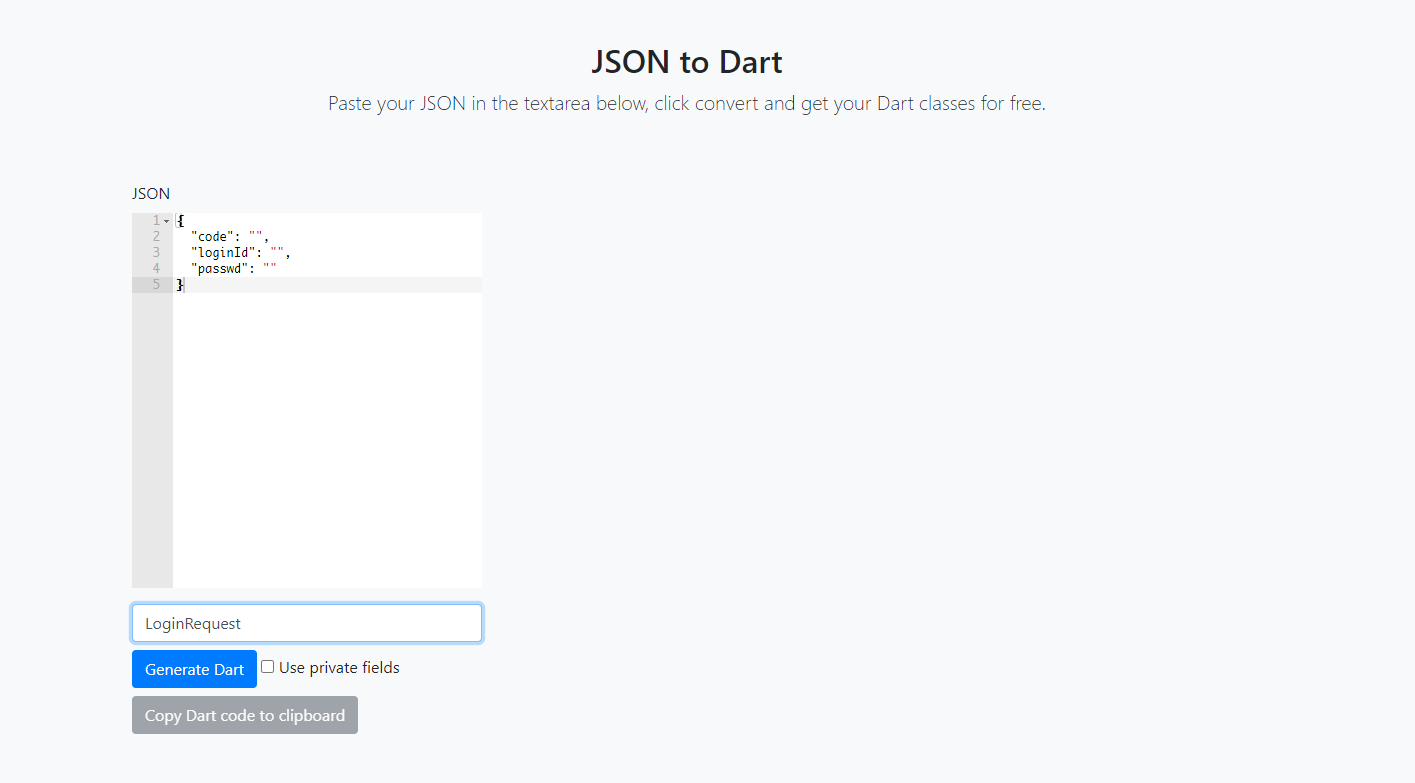 JSON to Dart
Paste your JSON in the textarea below, click convert and get your Dart classes for free.
JSON
1 {
2 "code": "",
3 "loginId": "",
4 "passwd": ""
5 }
LoginRequest
Generate Dart Use private fields
Copy Dart code to clipboard